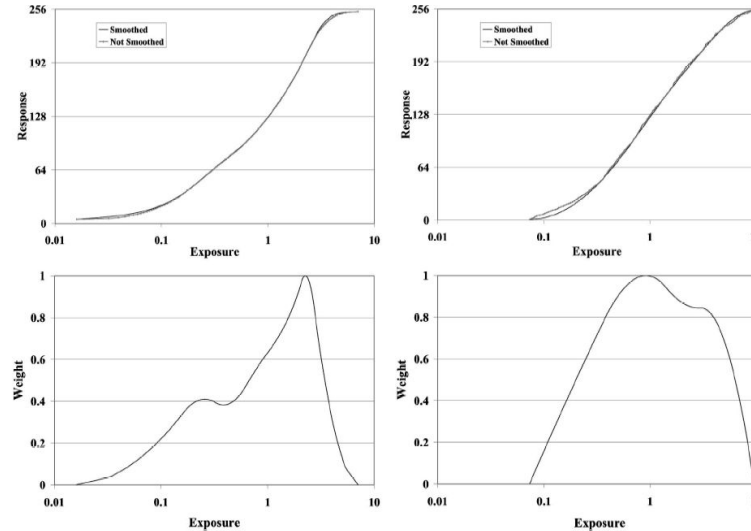 256
192
128
64
0
Response
Smoothed
Not Smoothed
0.01 0.1 1 10
Exposure
256
192
128
64
0
Response
Smoothed
Not Smoothed
0.01 0.1 1
Exposure
1
0.8
0.6
0.4
0.2
0
Weight
0.01 0.1 1 10
Exposure
1
0.8
0.6
0.4
0.2
0
Weight
0.01 0.1 1
Exposure